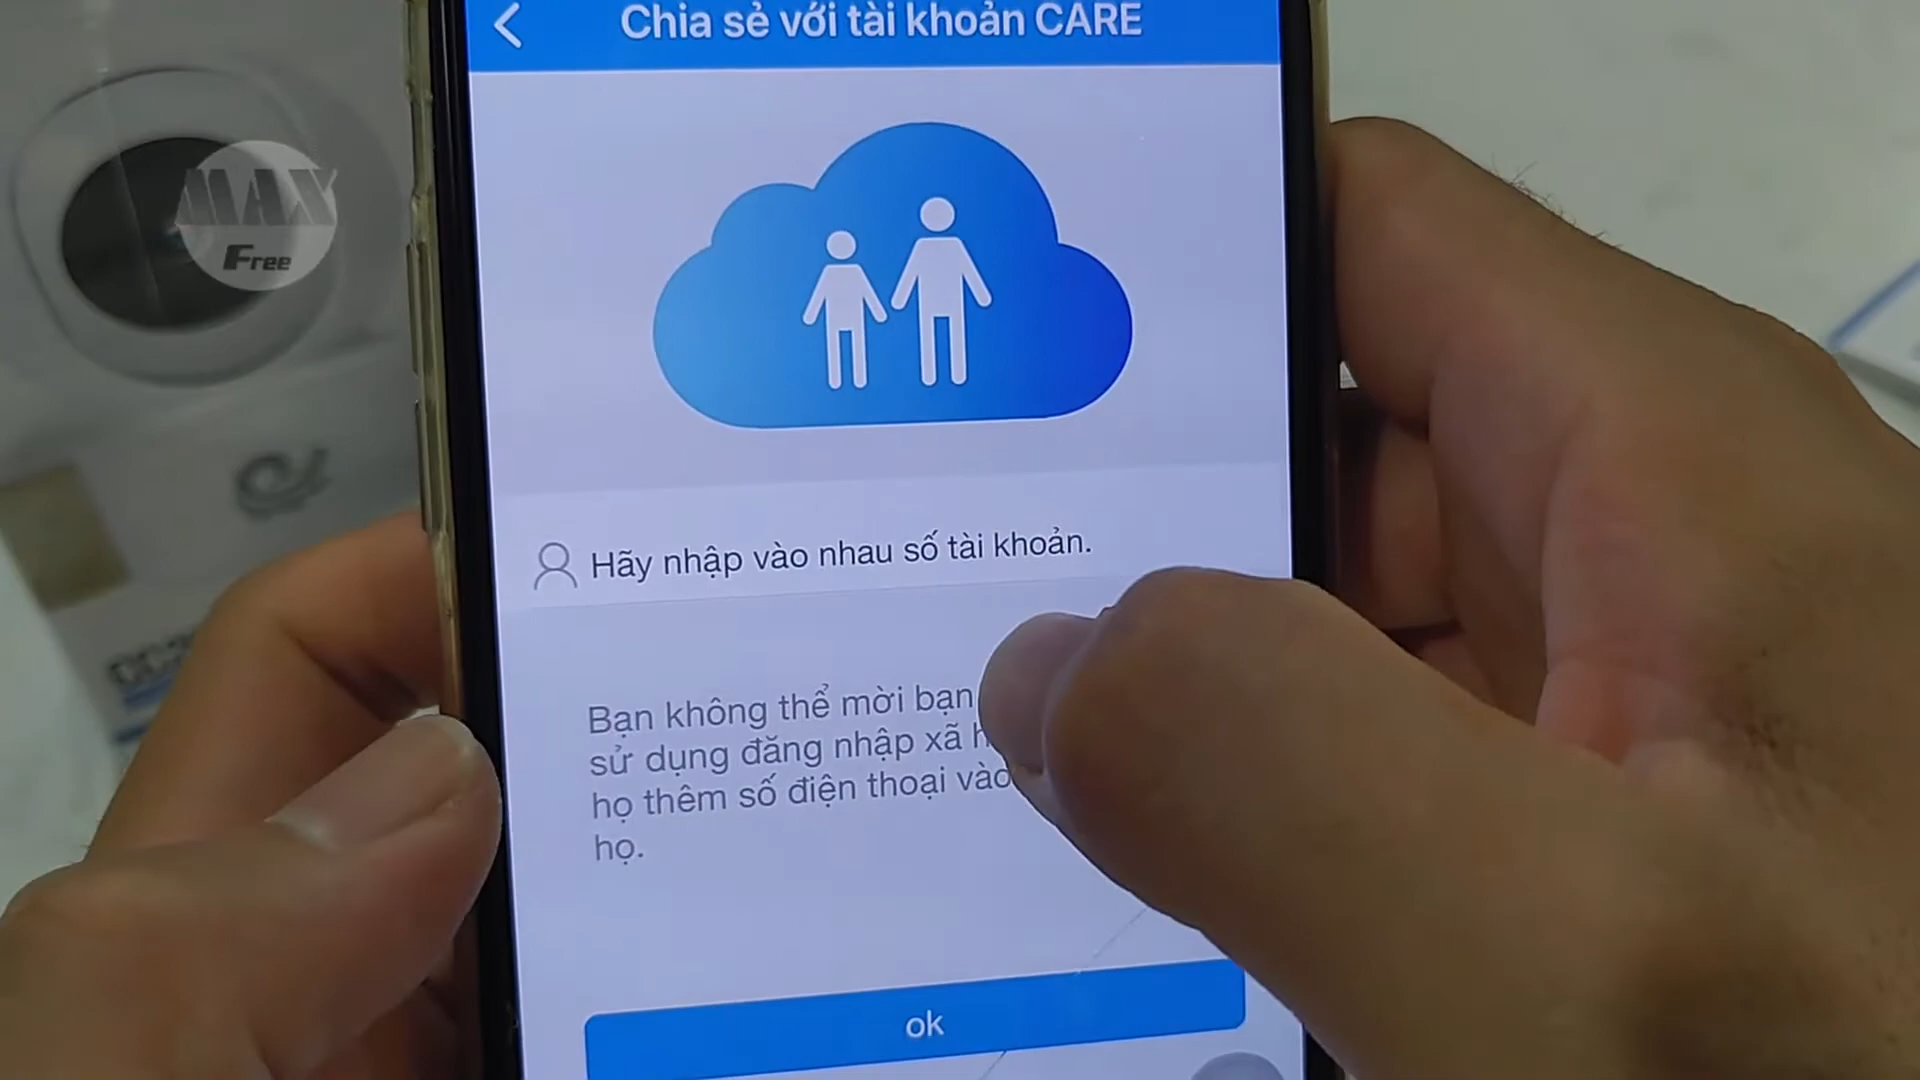 Chia sẻ với tài khoản CARE
MAX
Free
Hãy nhập vào nhau số tài khoản.
Bạn không thể mời bạn
sử dụng đăng nhập xã
họ thêm số điện thoại vào
họ.
ok